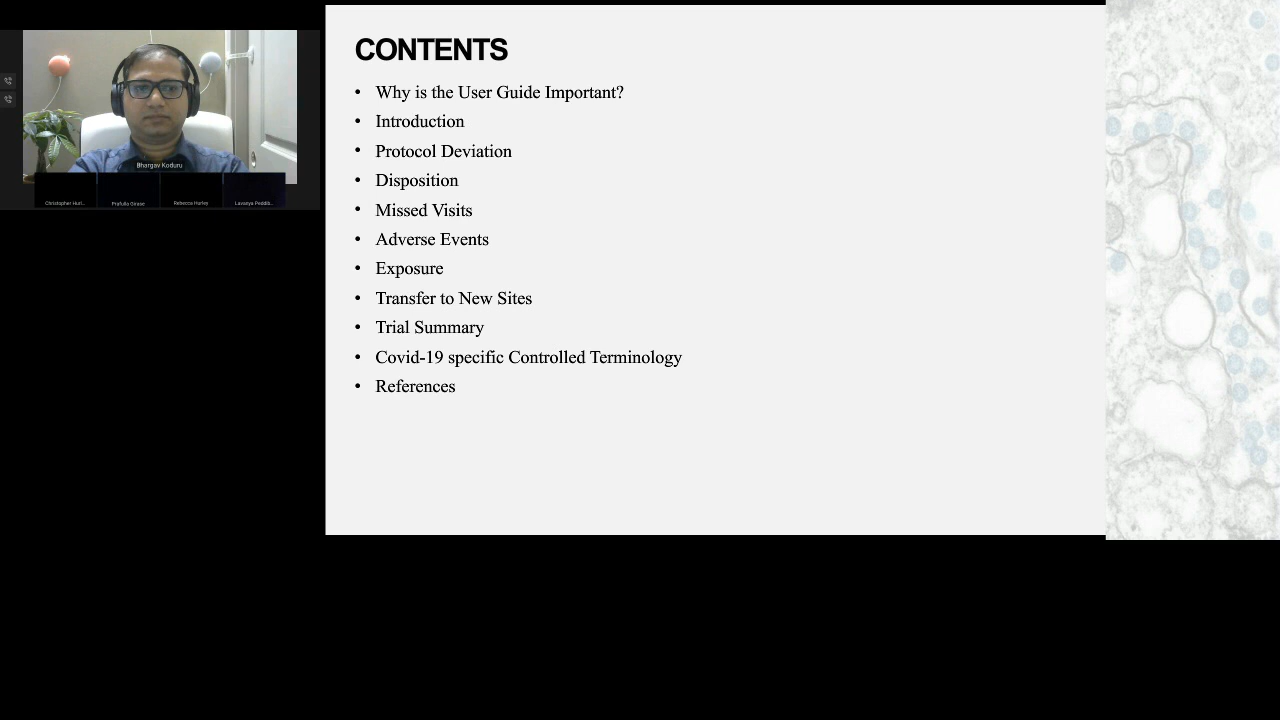 Bhargav Koduru
Christopher Hurl...
Prafulla Girase
Rebecca Hurley
Lavanya Peddib...
CONTENTS
• Why is the User Guide Important?
• Introduction
• Protocol Deviation
• Disposition
• Missed Visits
• Adverse Events
• Exposure
• Transfer to New Sites
• Trial Summary
• Covid-19 specific Controlled Terminology
• References